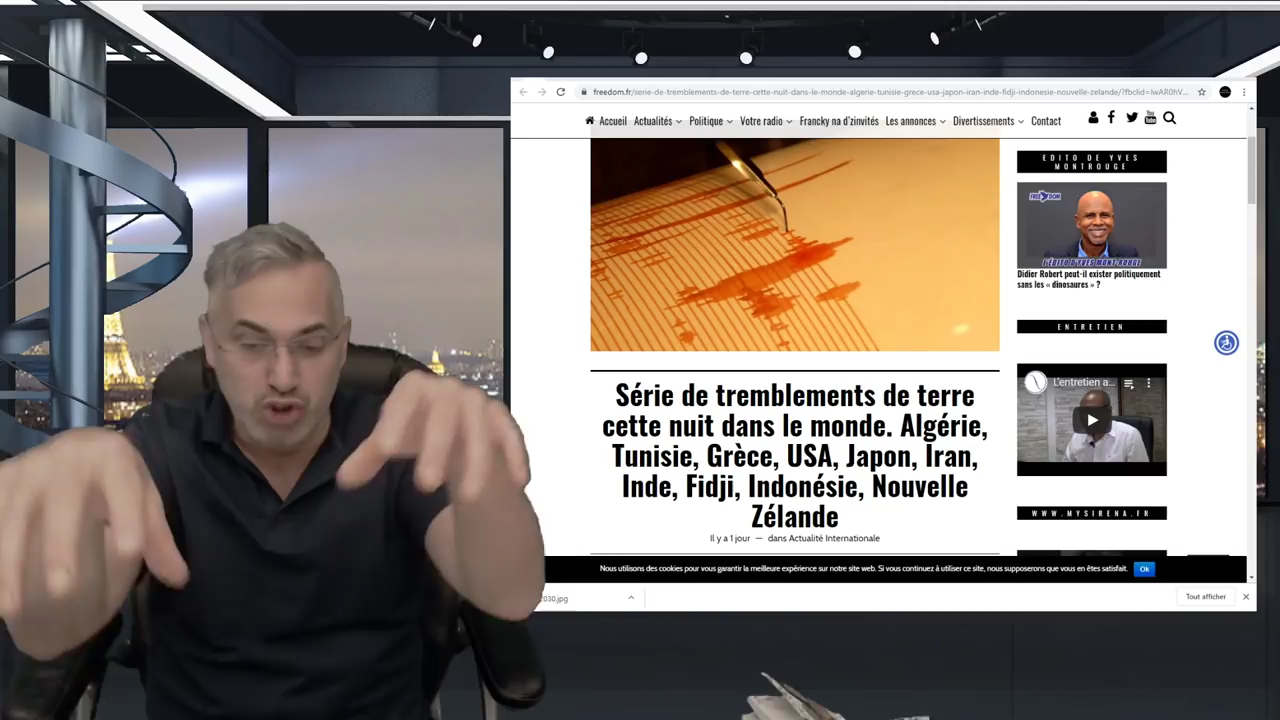 freedom.fr/serie-de-tremblements-de-terre-cette-nuit-dans-le-monde-algerie-tunisie-grece-usa-japon-iran-inde-fidji-indonesie-nouvelle-zelande/?fbclid=IwAR0hV...
Accueil Actualités Politique Votre radio Francky na d'zinvités Les annonces Divertissements Contact
EDITO DE YVES
MONTROUGE
FREEDOM
L'ÉDITO D'YVES MONTROUGE
Didier Robert peut-il exister politiquement
sans les « dinosaures » ?
ENTRETIEN
L'entretien a...
WWW.MYSIRENA.FR
Série de tremblements de terre
cette nuit dans le monde. Algérie,
Tunisie, Grèce, USA, Japon, Iran,
Inde, Fidji, Indonésie, Nouvelle
Zélande
Il y a 1 jour — dans Actualité Internationale
Nous utilisons des cookies pour vous garantir la meilleure expérience sur notre site web. Si vous continuez à utiliser ce site, nous supposerons que vous en êtes satisfait. Ok
2030.jpg
Tout afficher